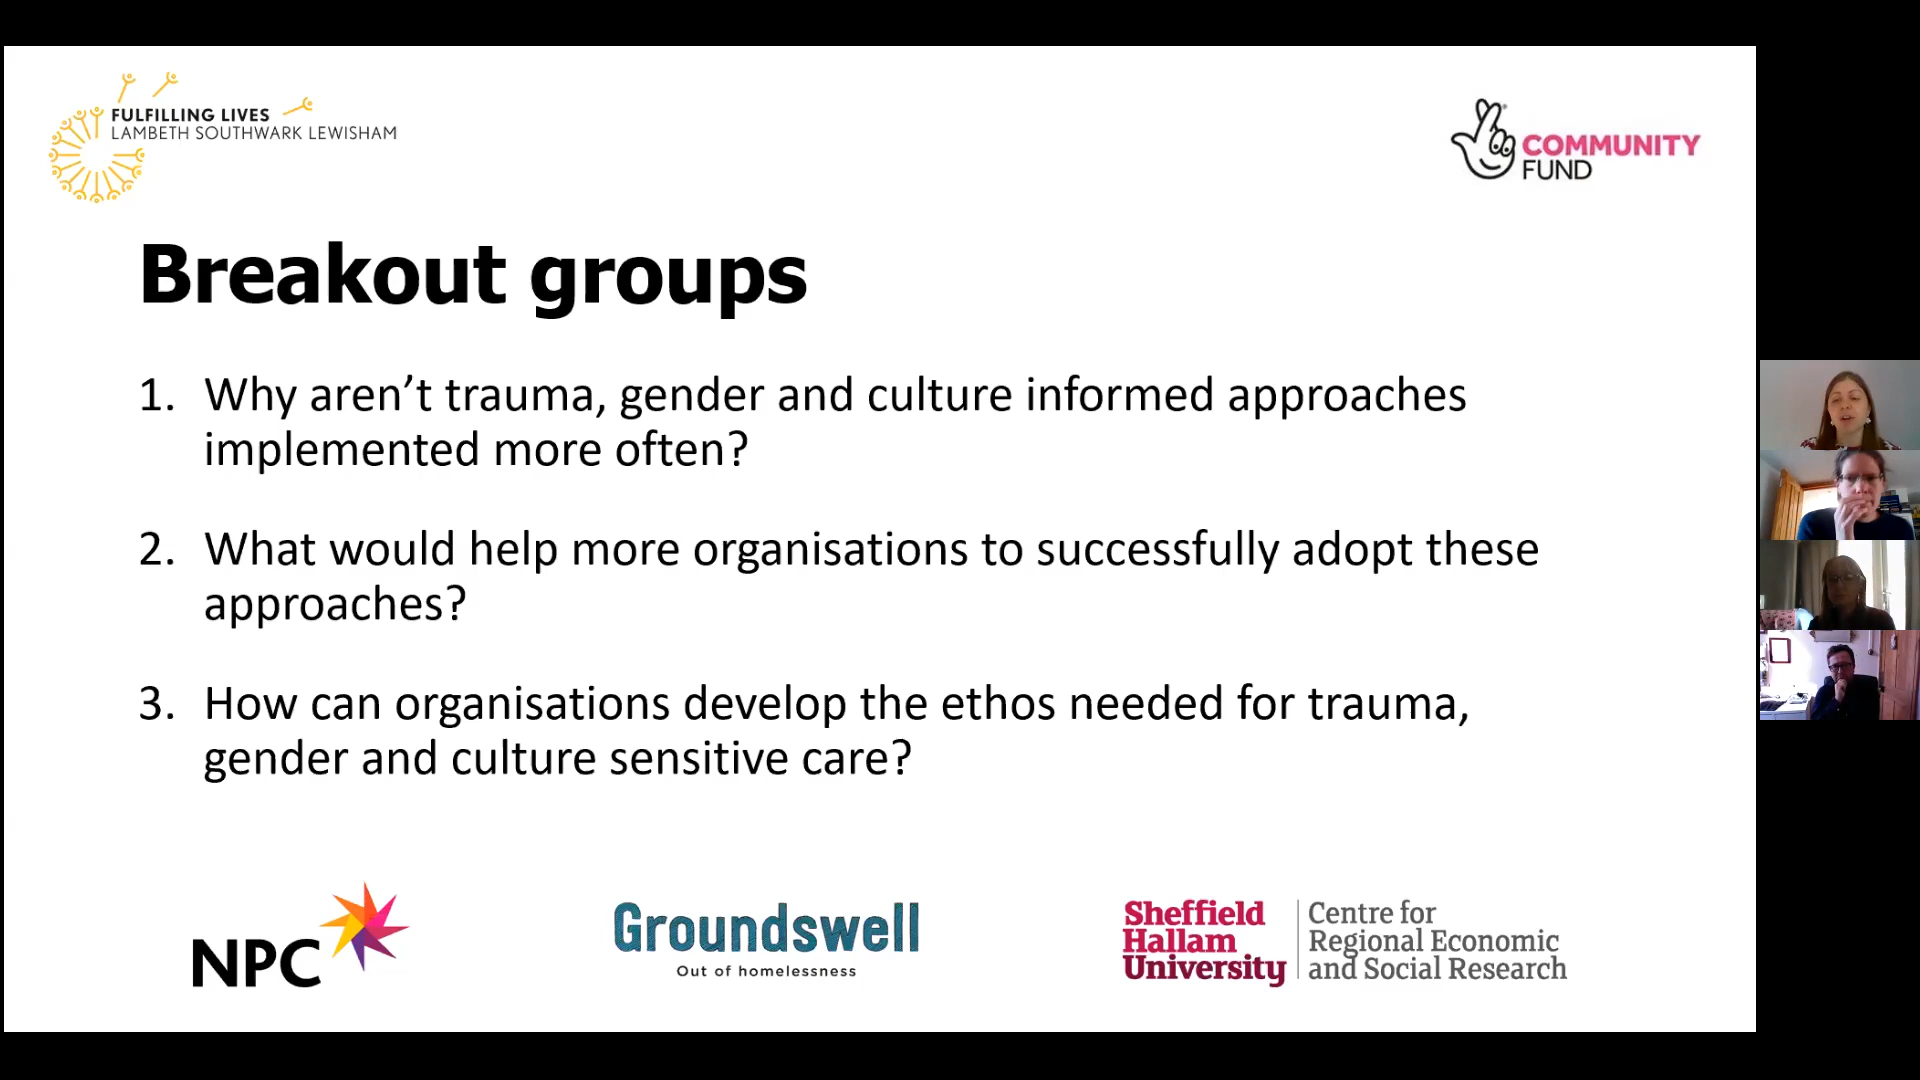 FULFILLING LIVES
LAMBETH SOUTHWARK LEWISHAM
COMMUNITY
FUND
Breakout groups
1. Why aren’t trauma, gender and culture informed approaches
implemented more often?
2. What would help more organisations to successfully adopt these
approaches?
3. How can organisations develop the ethos needed for trauma,
gender and culture sensitive care?
NPC
Groundswell
Out of homelessness
Sheffield
Hallam
University
Centre for
Regional Economic
and Social Research